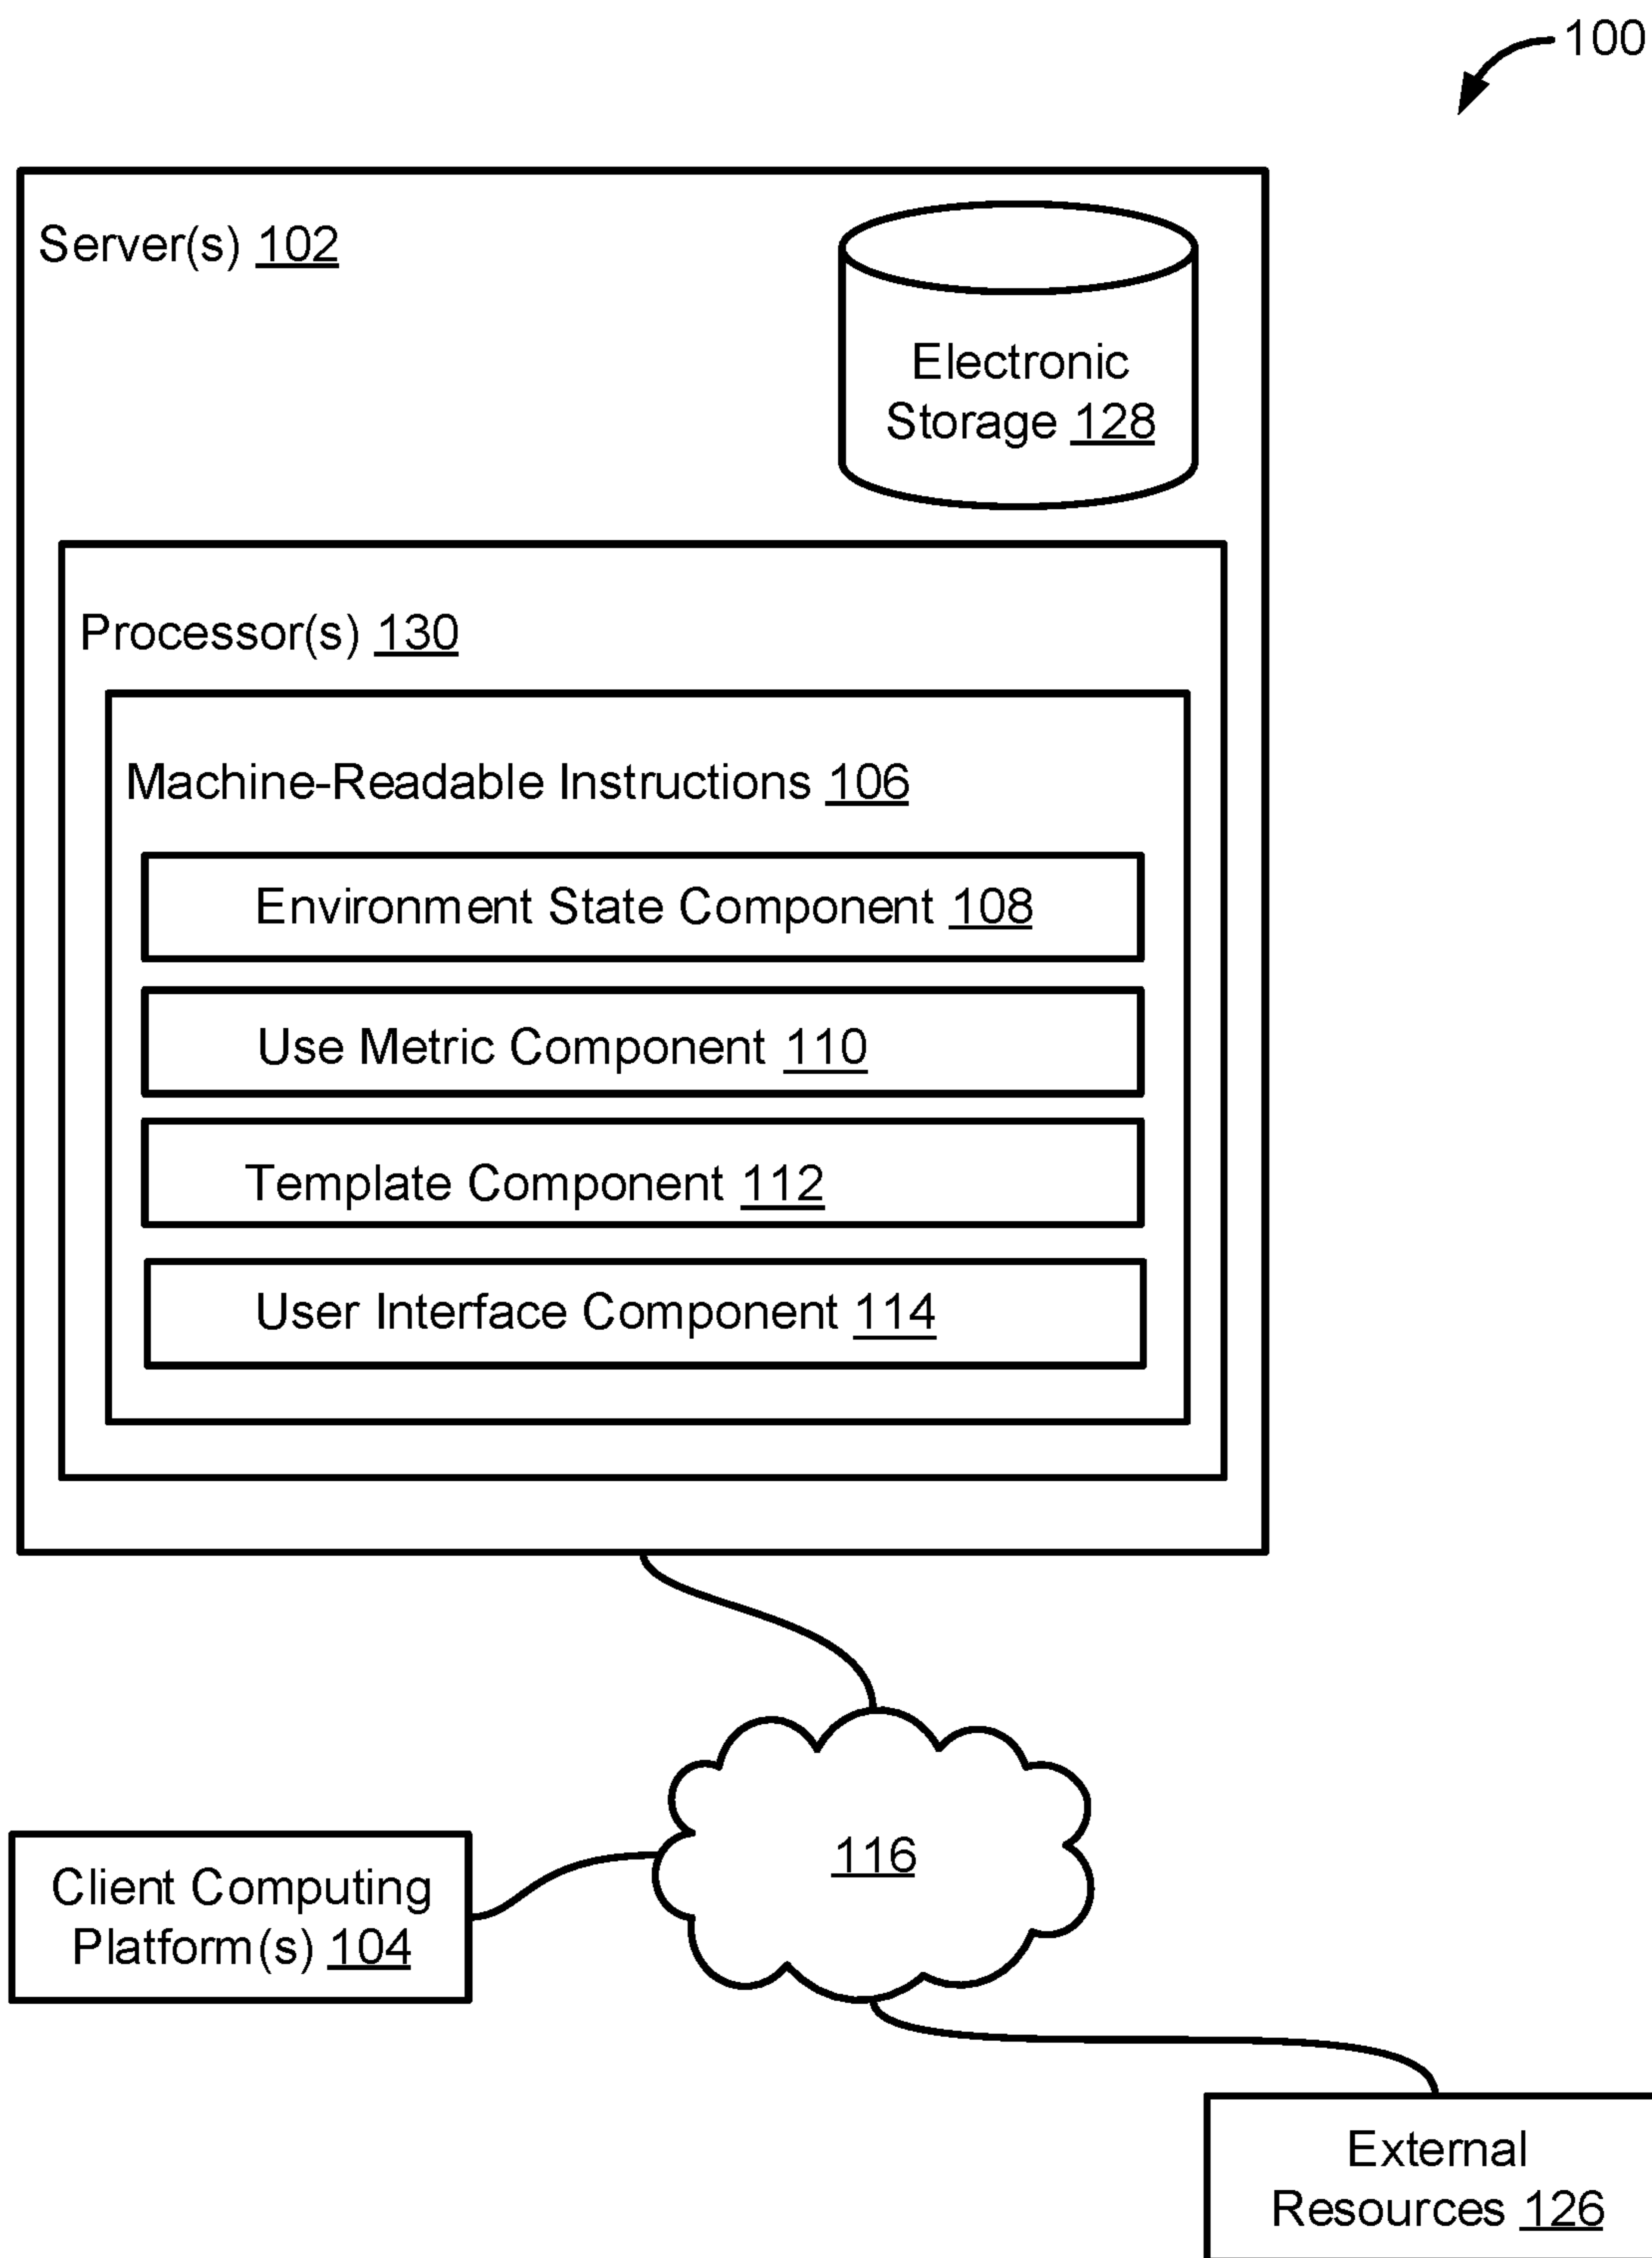 100
Server(s) 102
Electronic
Storage 128
Processor(s) 130
Machine-Readable Instructions 106
Environment State Component 108
Use Metric Component 110
Template Component 112
User Interface Component 114
116
Client Computing
Platform(s) 104
External
Resources 126